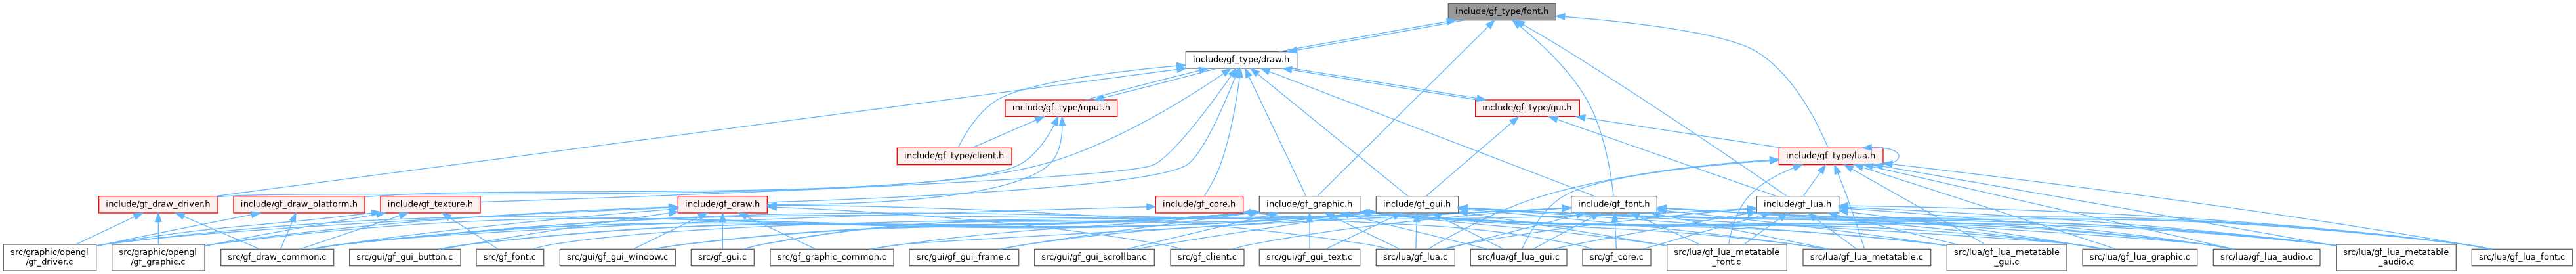 include/gf_type/font.h
include/gf_type/draw.h
include/gf_type/input.h
include/gf_type/gui.h
include/gf_type/client.h
include/gf_type/lua.h
include/gf_draw_driver.h
include/gf_draw_platform.h
include/gf_texture.h
include/gf_draw.h
include/gf_core.h
include/gf_graphic.h
include/gf_gui.h
include/gf_font.h
include/gf_lua.h
src/graphic/opengl
/gf_driver.c
src/graphic/opengl
/gf_graphic.c
src/gf_draw_common.c
src/gui/gf_gui_button.c
src/gf_font.c
src/gui/gf_gui_window.c
src/gf_gui.c
src/gf_graphic_common.c
src/gui/gf_gui_frame.c
src/gui/gf_gui_scrollbar.c
src/gf_client.c
src/gui/gf_gui_text.c
src/lua/gf_lua.c
src/lua/gf_lua_gui.c
src/gf_core.c
src/lua/gf_lua_metatable
_font.c
src/lua/gf_lua_metatable.c
src/lua/gf_lua_metatable
_gui.c
src/lua/gf_lua_graphic.c
src/lua/gf_lua_audio.c
src/lua/gf_lua_metatable
_audio.c
src/lua/gf_lua_font.c